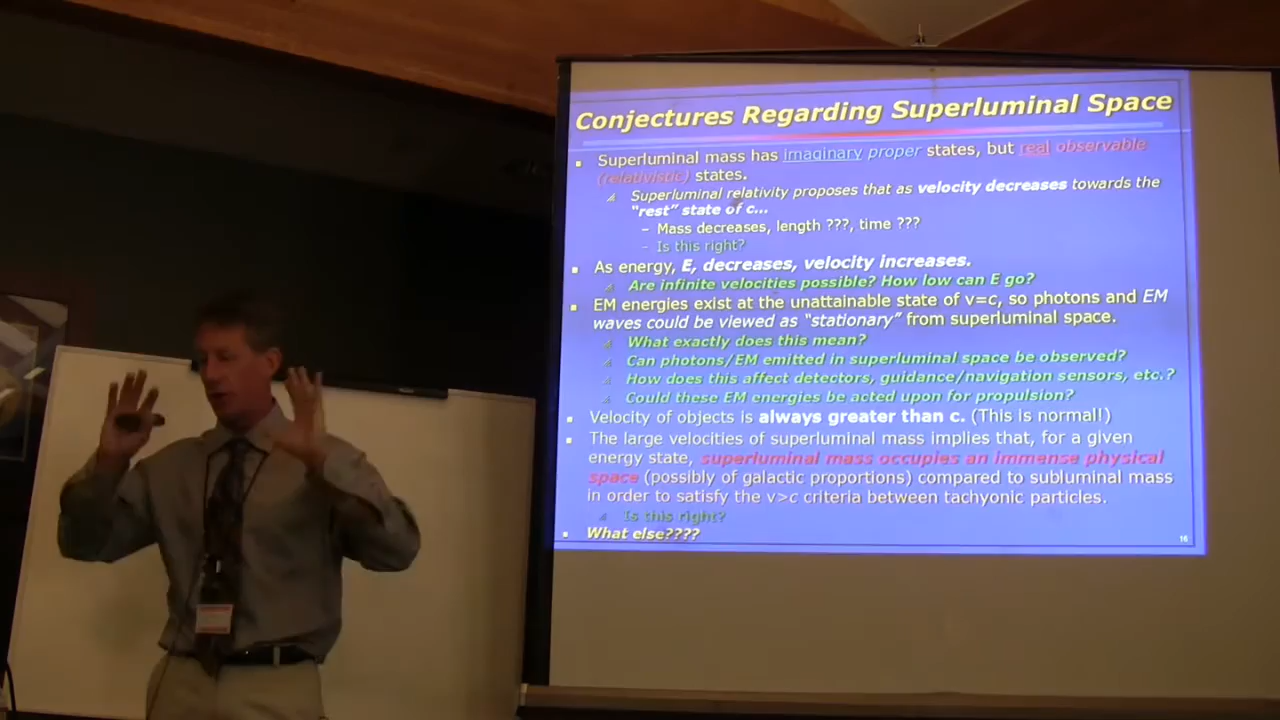 Conjectures Regarding Superluminal Space
Superluminal mass has imaginary proper states, but real observable
(relativistic) states.
Superluminal relativity proposes that as velocity decreases towards the
“rest” state of c...
– Mass decreases, length ???, time ???
– Is this right?
As energy, E, decreases, velocity increases.
Are infinite velocities possible? How low can E go?
EM energies exist at the unattainable state of v=c, so photons and EM
waves could be viewed as “stationary” from superluminal space.
What exactly does this mean?
Can photons/EM emitted in superluminal space be observed?
How does this affect detectors, guidance/navigation sensors, etc.?
Could these EM energies be acted upon for propulsion?
Velocity of objects is always greater than c. (This is normal!)
The large velocities of superluminal mass implies that, for a given
energy state, superluminal mass occupies an immense physical
space (possibly of galactic proportions) compared to subluminal mass
in order to satisfy the v>c criteria between tachyonic particles.
Is this right?
What else????
16